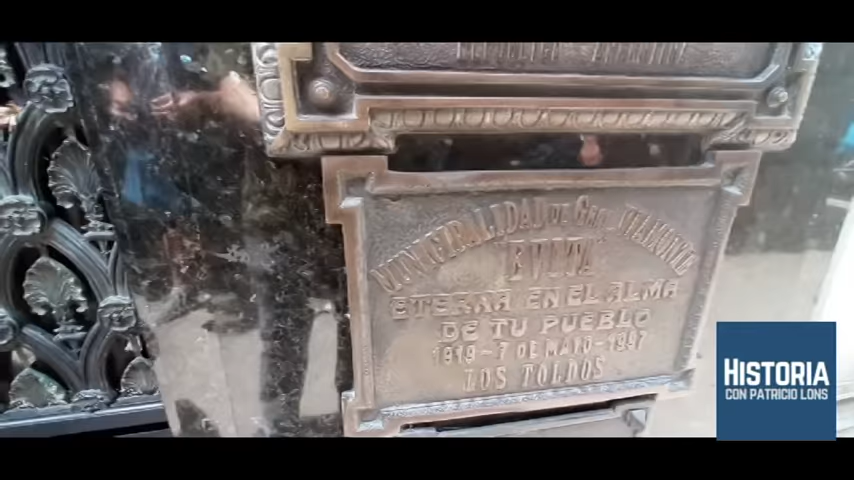 MUNICIPALIDAD DE GRAL VIAMONTE
"EVITA"
ETERNA EN EL ALMA
DE TU PUEBLO
1919 - 7 DE MAYO - 1997
LOS TOLDOS
HISTORIA
CON PATRICIO LONS